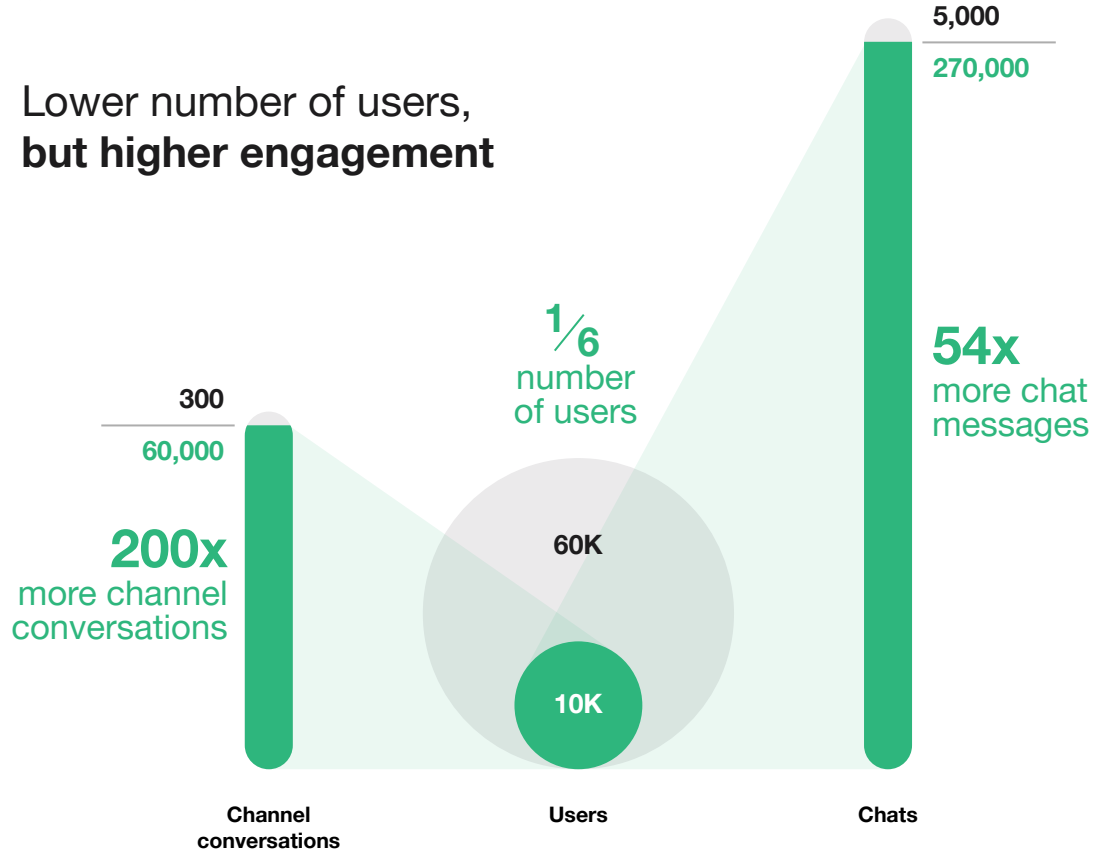 Lower number of users,
but higher engagement
5,000
270,000
54x
more chat
messages
1/6
number
of users
300
60,000
200x
more channel
conversations
60K
10K
Channel
conversations
Users
Chats